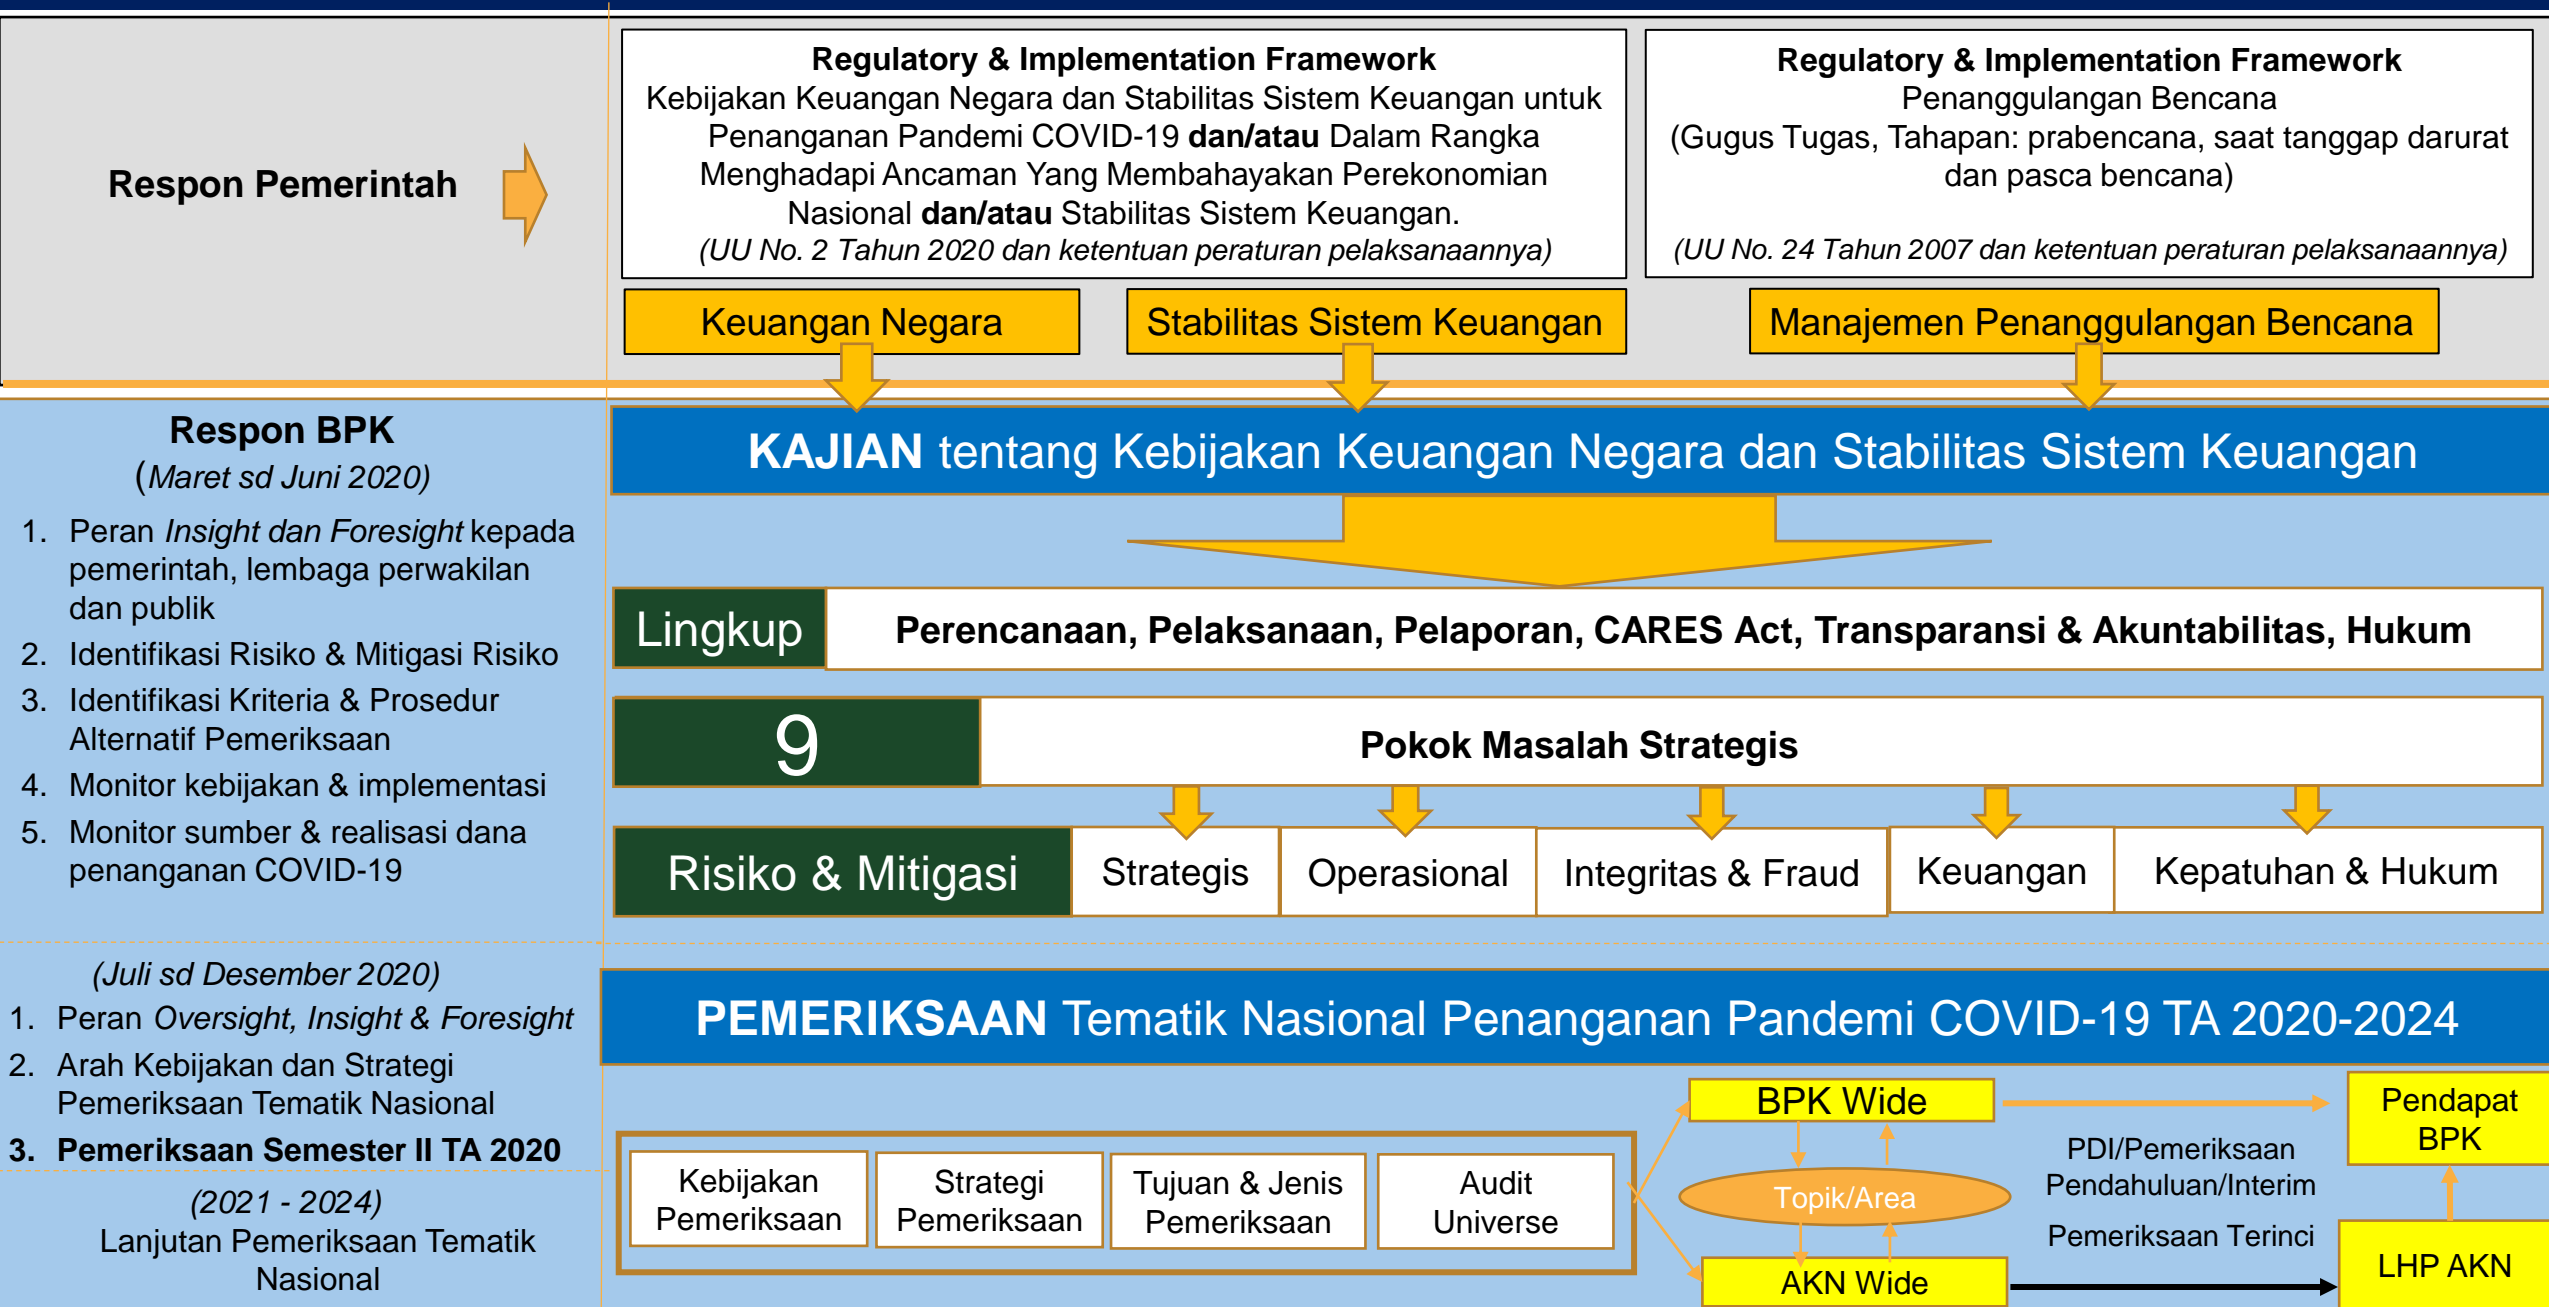 Respon Pemerintah
Regulatory & Implementation Framework
Kebijakan Keuangan Negara dan Stabilitas Sistem Keuangan untuk
Penanganan Pandemi COVID-19 dan/atau Dalam Rangka
Menghadapi Ancaman Yang Membahayakan Perekonomian
Nasional dan/atau Stabilitas Sistem Keuangan.
(UU No. 2 Tahun 2020 dan ketentuan peraturan pelaksanaannya)
Regulatory & Implementation Framework
Penanggulangan Bencana
(Gugus Tugas, Tahapan: prabencana, saat tanggap darurat
dan pasca bencana)
(UU No. 24 Tahun 2007 dan ketentuan peraturan pelaksanaannya)
Keuangan Negara
Stabilitas Sistem Keuangan
Manajemen Penanggulangan Bencana
Respon BPK
(Maret sd Juni 2020)
1. Peran Insight dan Foresight kepada
pemerintah, lembaga perwakilan
dan publik
2. Identifikasi Risiko & Mitigasi Risiko
3. Identifikasi Kriteria & Prosedur
Alternatif Pemeriksaan
4. Monitor kebijakan & implementasi
5. Monitor sumber & realisasi dana
penanganan COVID-19
KAJIAN tentang Kebijakan Keuangan Negara dan Stabilitas Sistem Keuangan
Lingkup
Perencanaan, Pelaksanaan, Pelaporan, CARES Act, Transparansi & Akuntabilitas, Hukum
9
Pokok Masalah Strategis
Risiko & Mitigasi
Strategis
Operasional
Integritas & Fraud
Keuangan
Kepatuhan & Hukum
(Juli sd Desember 2020)
1. Peran Oversight, Insight & Foresight
2. Arah Kebijakan dan Strategi
Pemeriksaan Tematik Nasional
3. Pemeriksaan Semester II TA 2020
(2021 - 2024)
Lanjutan Pemeriksaan Tematik
Nasional
PEMERIKSAAN Tematik Nasional Penanganan Pandemi COVID-19 TA 2020-2024
Kebijakan
Pemeriksaan
Strategi
Pemeriksaan
Tujuan & Jenis
Pemeriksaan
Audit
Universe
BPK Wide
Topik/Area
AKN Wide
PDI/Pemeriksaan
Pendahuluan/Interim
Pemeriksaan Terinci
Pendapat
BPK
LHP AKN